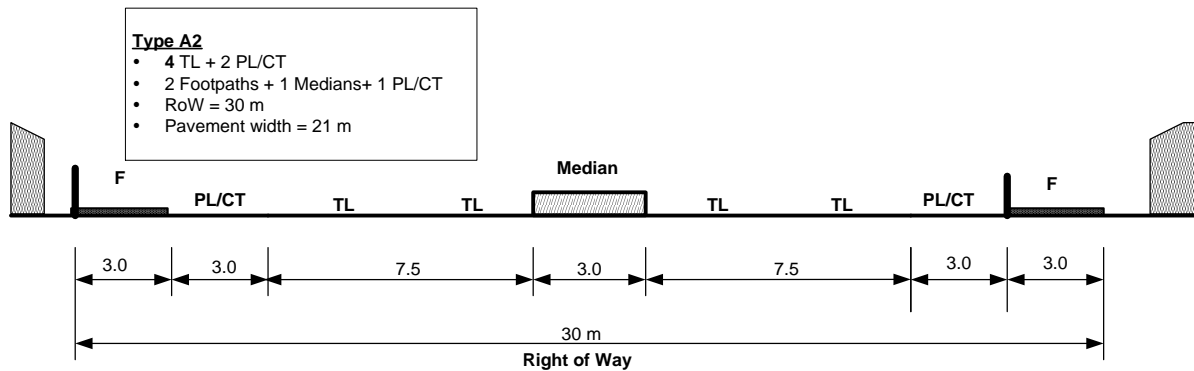 Type A2
• 4 TL + 2 PL/CT
• 2 Footpaths + 1 Medians+ 1 PL/CT
• RoW = 30 m
• Pavement width = 21 m
F PL/CT TL TL Median TL TL PL/CT F
3.0 3.0 7.5 3.0 7.5 3.0 3.0
30 m
Right of Way